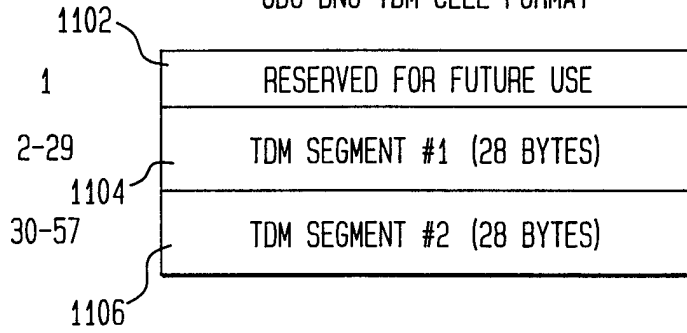 TDM CELL FORMAT
1102
1 RESERVED FOR FUTURE USE
2-29 TDM SEGMENT #1 (28 BYTES)
1104
30-57 TDM SEGMENT #2 (28 BYTES)
1106